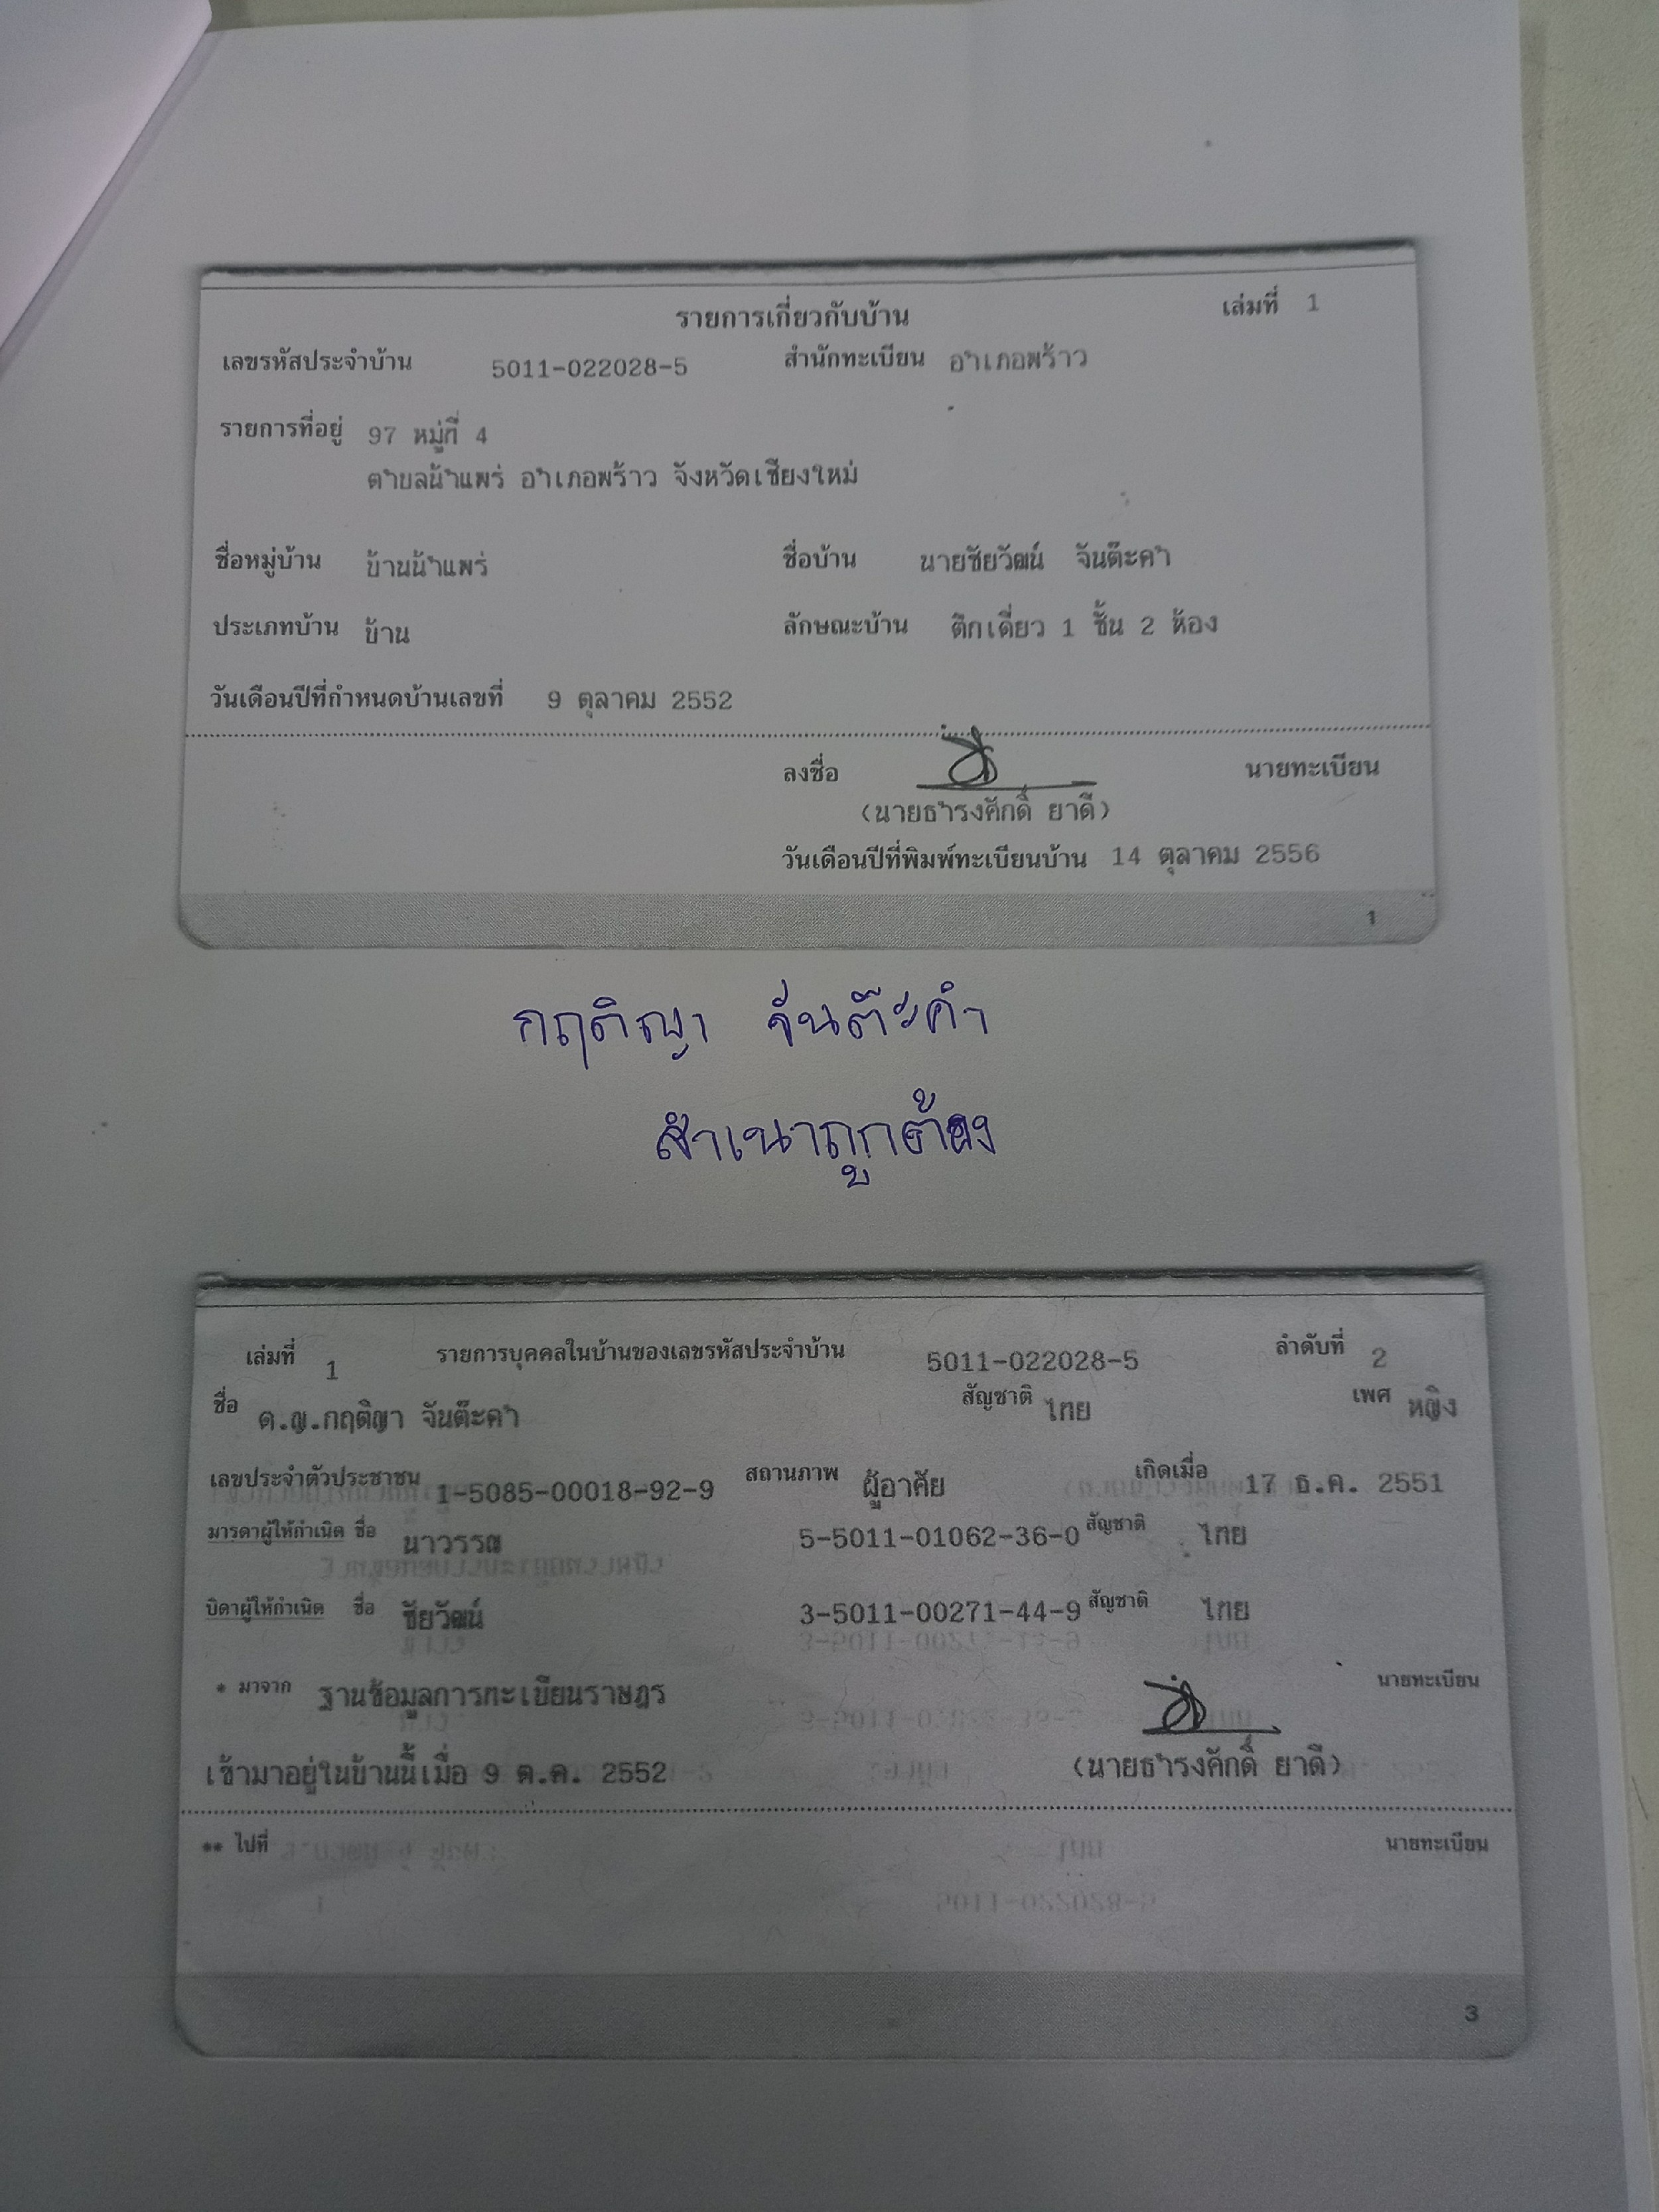 รายการเกี่ยวกับบ้าน เล่มที่ 1
เลขรหัสประจำบ้าน 5011-022028-5 สำนักทะเบียน อำเภอพร้าว
รายการที่อยู่ 97 หมู่ที่ 4
ตำบลน้ำแพร่ อำเภอพร้าว จังหวัดเชียงใหม่
ชื่อหมู่บ้าน บ้านน้ำแพร่ ชื่อบ้าน นายชัยวัฒน์ จันต๊ะคำ
ประเภทบ้าน บ้าน ลักษณะบ้าน ตึกเดี่ยว 1 ชั้น 2 ห้อง
วันเดือนปีที่กำหนดบ้านเลขที่ 9 ตุลาคม 2552
ลงชื่อ นายทะเบียน
(นายธำรงศักดิ์ ยาดี)
วันเดือนปีที่พิมพ์ทะเบียนบ้าน 14 ตุลาคม 2556
1
กฤติญา จันต๊ะคำ
สำเนาถูกต้อง
เล่มที่ 1 รายการบุคคลในบ้านของเลขรหัสประจำบ้าน 5011-022028-5 ลำดับที่ 2
ชื่อ ด.ญ.กฤติญา จันต๊ะคำ สัญชาติ ไทย เพศ หญิง
เลขประจำตัวประชาชน 1-5085-00018-92-9 สถานภาพ ผู้อาศัย เกิดเมื่อ 17 ธ.ค. 2551
มารดาผู้ให้กำเนิด ชื่อ นาวรรณ 5-5011-01062-36-0 สัญชาติ ไทย
บิดาผู้ให้กำเนิด ชื่อ ชัยวัฒน์ 3-5011-00271-44-9 สัญชาติ ไทย
* มาจาก ฐานข้อมูลการทะเบียนราษฎร นายทะเบียน
เข้ามาอยู่ในบ้านนี้เมื่อ 9 ต.ค. 2552 (นายธำรงศักดิ์ ยาดี)
** ไปที่ นายทะเบียน
3